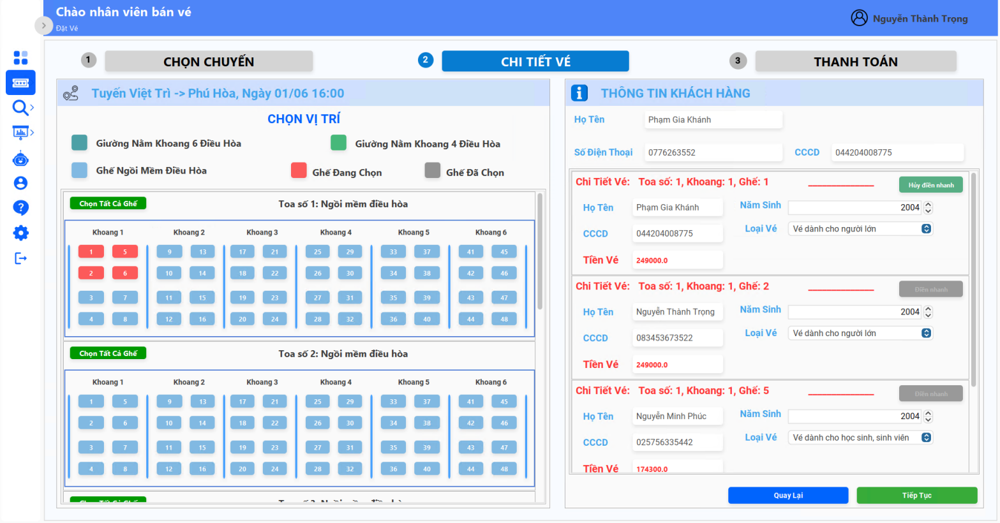 Chào nhân viên bán vé
Đặt Vé
Nguyễn Thành Trọng
1 CHỌN CHUYẾN
2 CHI TIẾT VÉ
3 THANH TOÁN
Tuyến Việt Trì -> Phú Hòa, Ngày 01/06 16:00
CHỌN VỊ TRÍ
Giường Nằm Khoang 6 Điều Hòa
Giường Nằm Khoang 4 Điều Hòa
Ghế Ngồi Mềm Điều Hòa
Ghế Đang Chọn
Ghế Đã Chọn
Chọn Tất Cả Ghế
Toa số 1: Ngồi mềm điều hòa
Khoang 1 Khoang 2 Khoang 3 Khoang 4 Khoang 5 Khoang 6
1 5 9 13 17 21 25 29 33 37 41 45
2 6 10 14 18 22 26 30 34 38 42 46
3 7 11 15 19 23 27 31 35 39 43 47
4 8 12 16 20 24 28 32 36 40 44 48
Chọn Tất Cả Ghế
Toa số 2: Ngồi mềm điều hòa
Khoang 1 Khoang 2 Khoang 3 Khoang 4 Khoang 5 Khoang 6
1 5 9 13 17 21 25 29 33 37 41 45
2 6 10 14 18 22 26 30 34 38 42 46
3 7 11 15 19 23 27 31 35 39 43 47
4 8 12 16 20 24 28 32 36 40 44 48
THÔNG TIN KHÁCH HÀNG
Họ Tên Phạm Gia Khánh
Số Điện Thoại 0776263552 CCCD 044204008775
Chi Tiết Vé: Toa số: 1, Khoang: 1, Ghế: 1
Hủy điền nhanh
Họ Tên Phạm Gia Khánh Năm Sinh 2004
CCCD 044204008775 Loại Vé Vé dành cho người lớn
Tiền Vé 249000.0
Chi Tiết Vé: Toa số: 1, Khoang: 1, Ghế: 2
Điền nhanh
Họ Tên Nguyễn Thành Trọng Năm Sinh 2004
CCCD 083453673522 Loại Vé Vé dành cho người lớn
Tiền Vé 249000.0
Chi Tiết Vé: Toa số: 1, Khoang: 1, Ghế: 5
Điền nhanh
Họ Tên Nguyễn Minh Phúc Năm Sinh 2004
CCCD 025756335442 Loại Vé Vé dành cho học sinh, sinh viên
Tiền Vé 174300.0
Quay Lại
Tiếp Tục